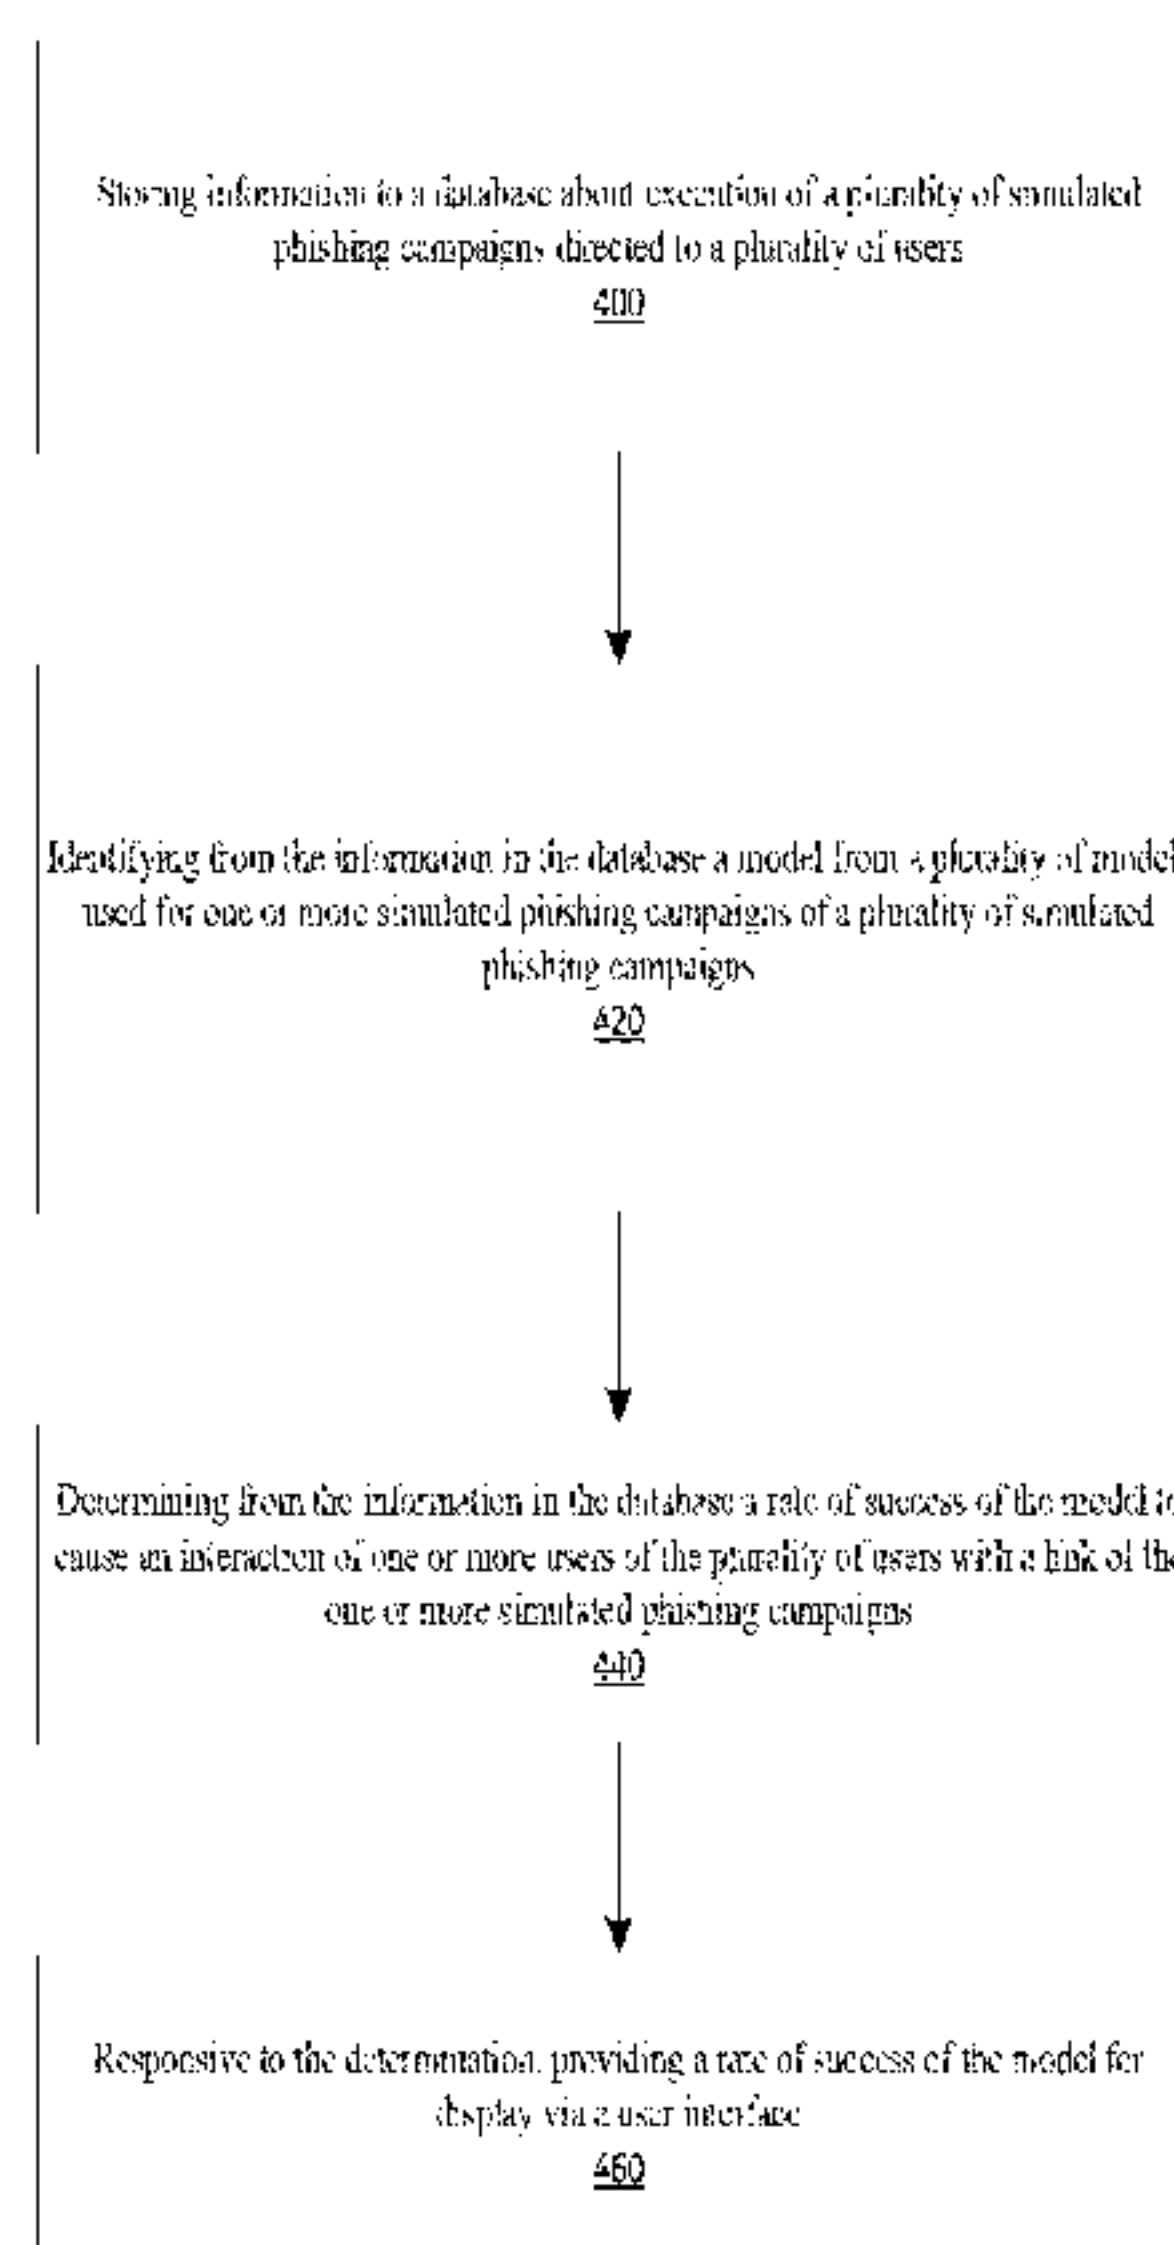 Storing information to a database about execution of a plurality of simulated
phishing campaigns directed to a plurality of users
400
Identifying from the information in the database a model from a plurality of model
used for one or more simulated phishing campaigns of a plurality of simulated
phishing campaigns
420
Determining from the information in the database a rate of success of the model to
cause an interaction of one or more users of the plurality of users with a link of the
one or more simulated phishing campaigns
440
Responsive to the determination, providing a rate of success of the model for
display via a user interface
460